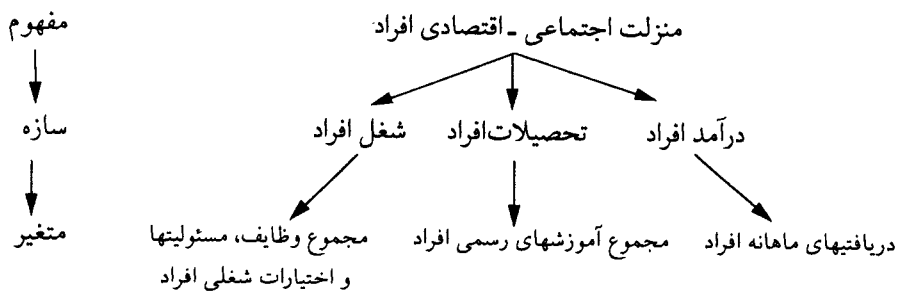 منزلت اجتماعی ـ اقتصادی افراد
مفهوم
درآمد افراد
تحصیلات افراد
شغل افراد
سازه
دریافتیهای ماهانه افراد
مجموع آموزشهای رسمی افراد
مجموع وظایف، مسئولیتها
و اختیارات شغلی افراد
متغیر